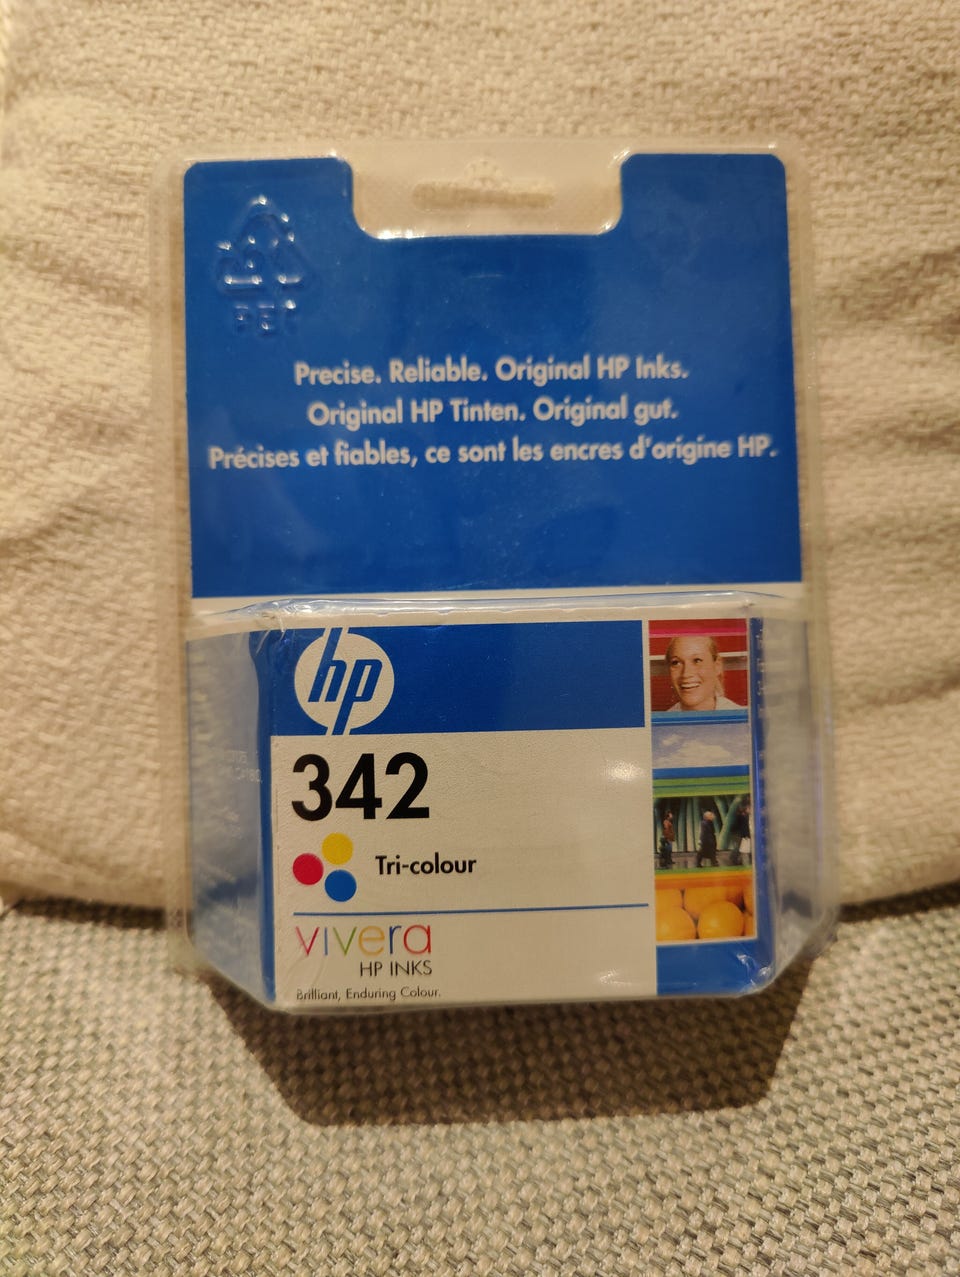 PET
Precise. Reliable. Original HP Inks.
Original HP Tinten. Original gut.
Précises et fiables, ce sont les encres d'origine HP.
hp
342
Tri-colour
vivera
HP INKS
Brilliant, Enduring Colour.